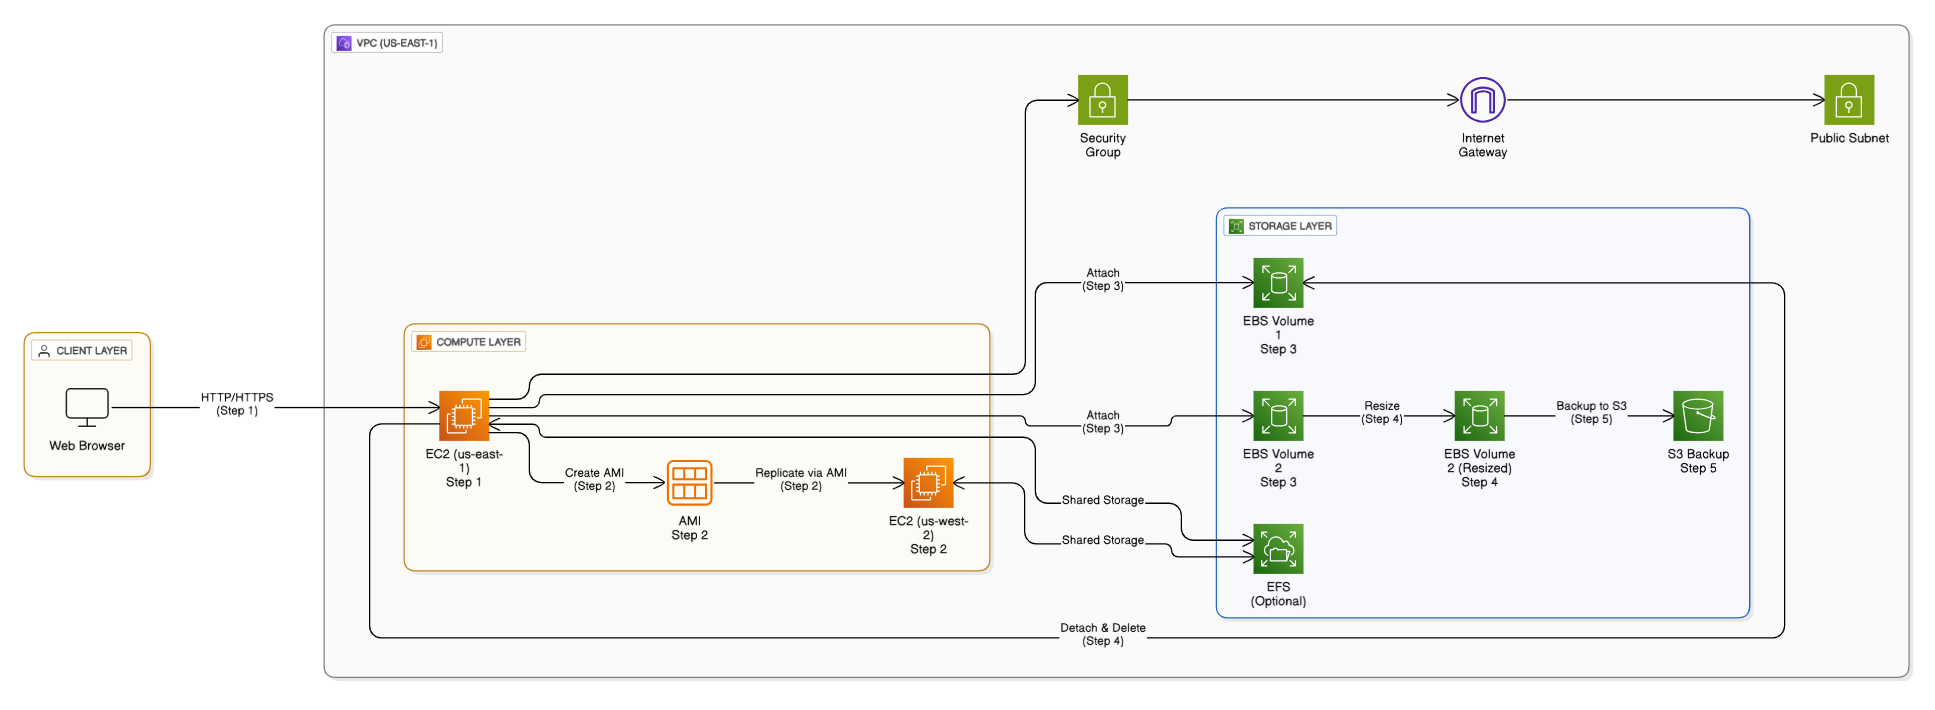 VPC (US-EAST-1)
Security
Group
Internet
Gateway
Public Subnet
STORAGE LAYER
Attach
(Step 3)
EBS Volume
1
Step 3
COMPUTE LAYER
CLIENT LAYER
Web Browser
HTTP/HTTPS
(Step 1)
EC2 (us-east-
1)
Step 1
Create AMI
(Step 2)
AMI
Step 2
Replicate via AMI
(Step 2)
EC2 (us-west-
2)
Step 2
Attach
(Step 3)
EBS Volume
2
Step 3
Resize
(Step 4)
EBS Volume
2 (Resized)
Step 4
Backup to S3
(Step 5)
S3 Backup
Step 5
Shared Storage
Shared Storage
EFS
(Optional)
Detach & Delete
(Step 4)